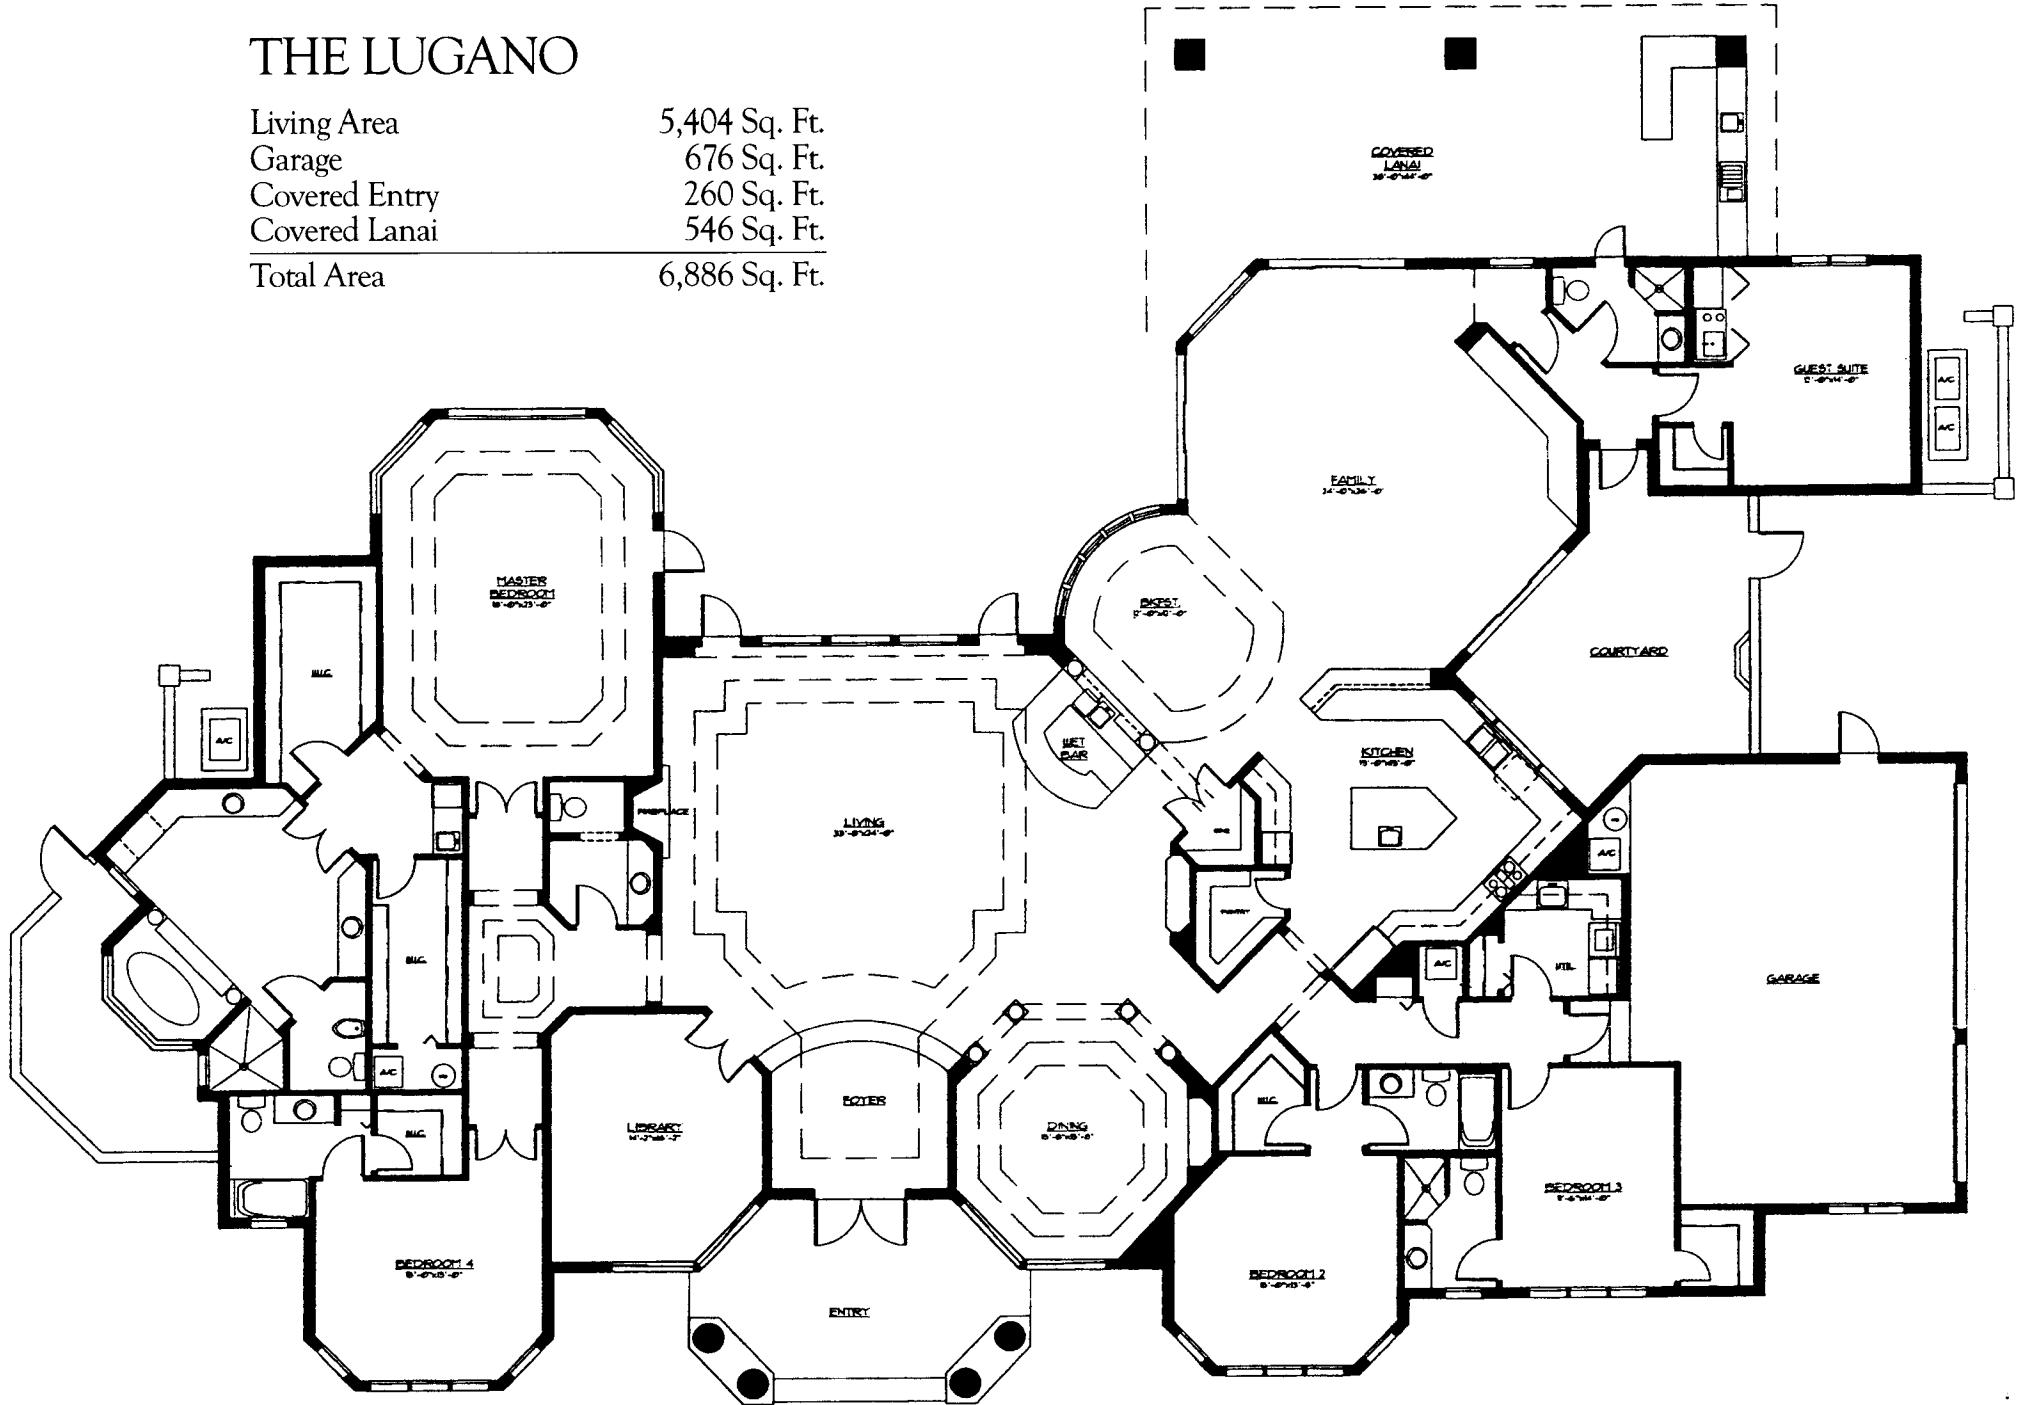 THE LUGANO
Living Area 5,404 Sq. Ft.
Garage 676 Sq. Ft.
Covered Entry 260 Sq. Ft.
Covered Lanai 546 Sq. Ft.
Total Area 6,886 Sq. Ft.
COVERED
LANAI
GUEST SUITE
A/C
A/C
FAMILY
MASTER
BEDROOM
BKFST.
COURTYARD
W.I.C.
A/C
WET
BAR
KITCHEN
FIREPLACE
LIVING
A/C
PANTRY
W.I.C.
A/C
UTIL.
GARAGE
A/C
FOYER
W.I.C.
LIBRARY
DINING
W.I.C.
BEDROOM 3
BEDROOM 4
BEDROOM 2
ENTRY